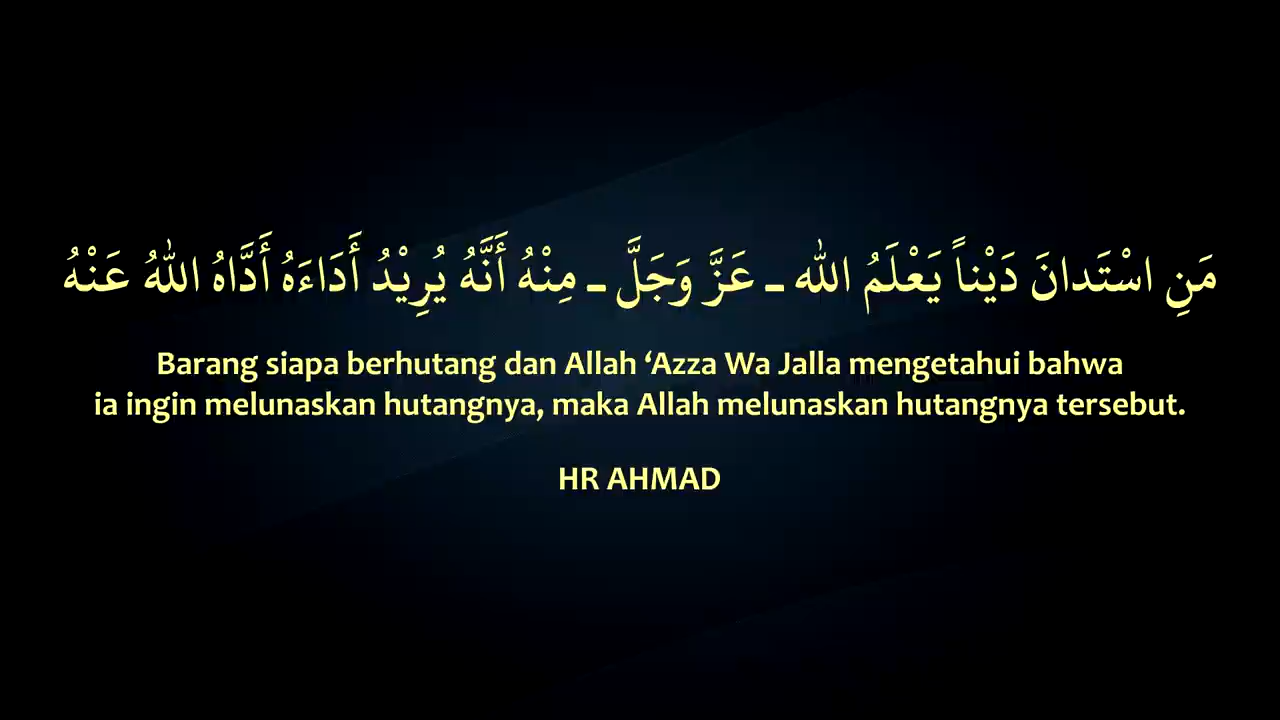 مَنِ اسْتَدانَ دَيْناً يَعْلَمُ الله ـ عَزَّ وَجَلَّ ـ مِنْهُ أَنَّهُ يُرِيْدُ أَدَاءَهُ أَدَّاهُ اللهُ عَنْهُ
Barang siapa berhutang dan Allah ‘Azza Wa Jalla mengetahui bahwa
ia ingin melunaskan hutangnya, maka Allah melunaskan hutangnya tersebut.
HR AHMAD